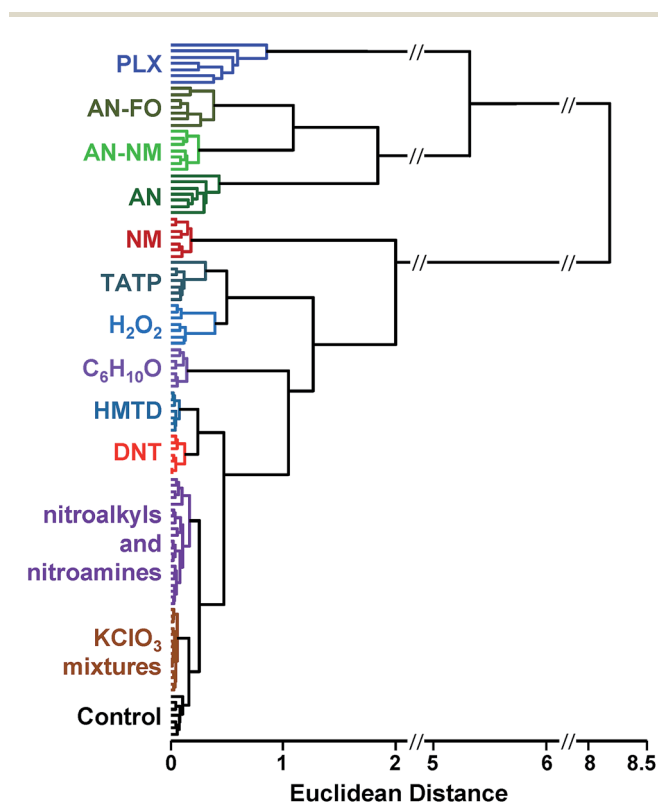 PLX
AN-FO
AN-NM
AN
NM
TATP
H₂O₂
C₆H₁₀O
HMTD
DNT
nitroalkyls
and
nitroamines
KClO₃
mixtures
Control
0 1 2 5 6 8 8.5
Euclidean Distance